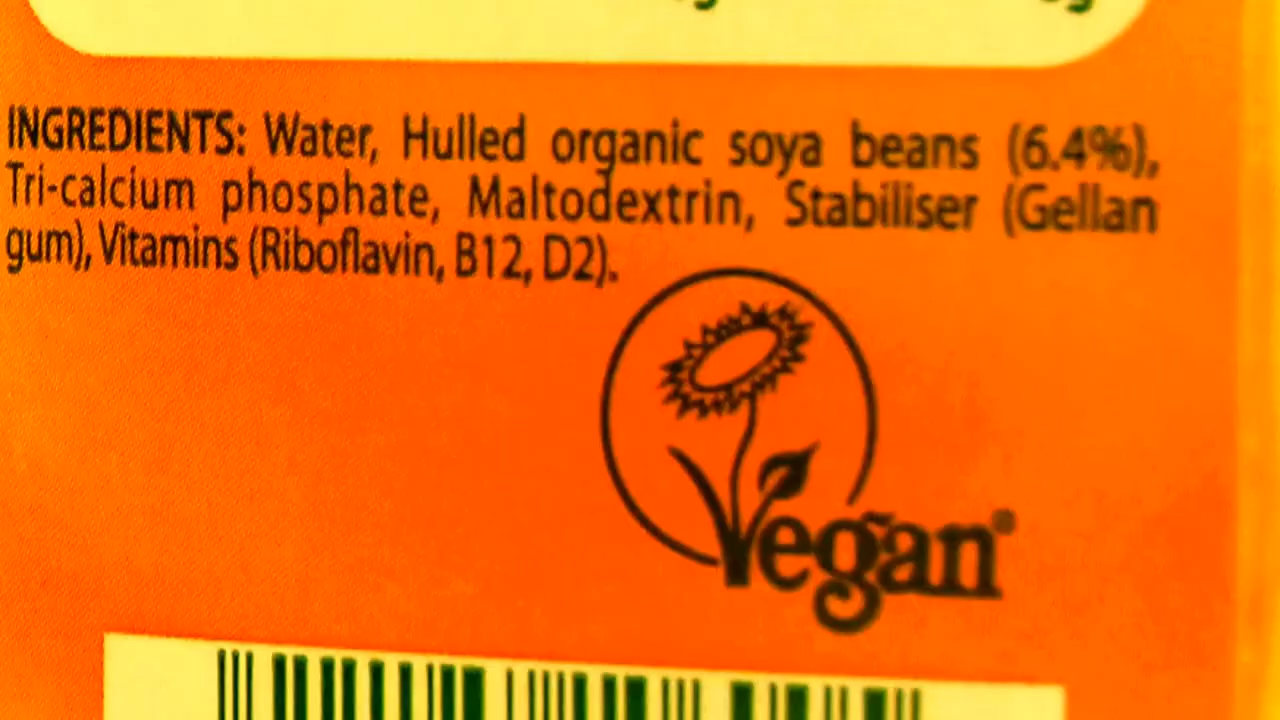 INGREDIENTS: Water, Hulled organic soya beans (6.4%),
Tri-calcium phosphate, Maltodextrin, Stabiliser (Gellan
gum), Vitamins (Riboflavin, B12, D2).
Vegan®